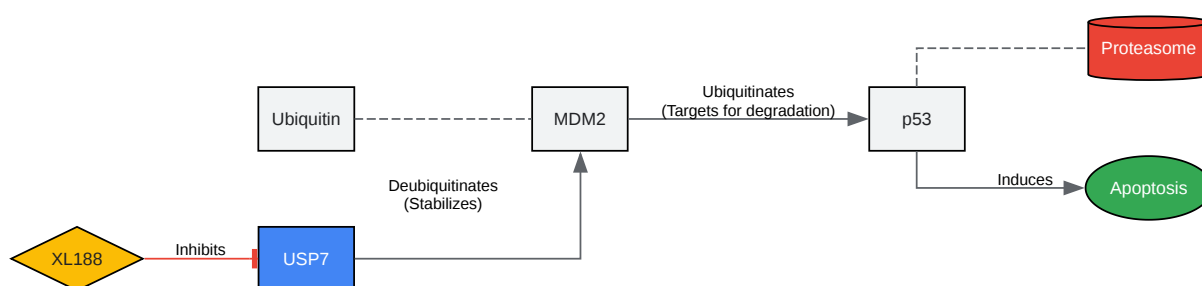 Proteasome
Ubiquitinates
(Targets for degradation)
Ubiquitin
MDM2
p53
Deubiquitinates
(Stabilizes)
Induces
Apoptosis
XL188
Inhibits
USP7